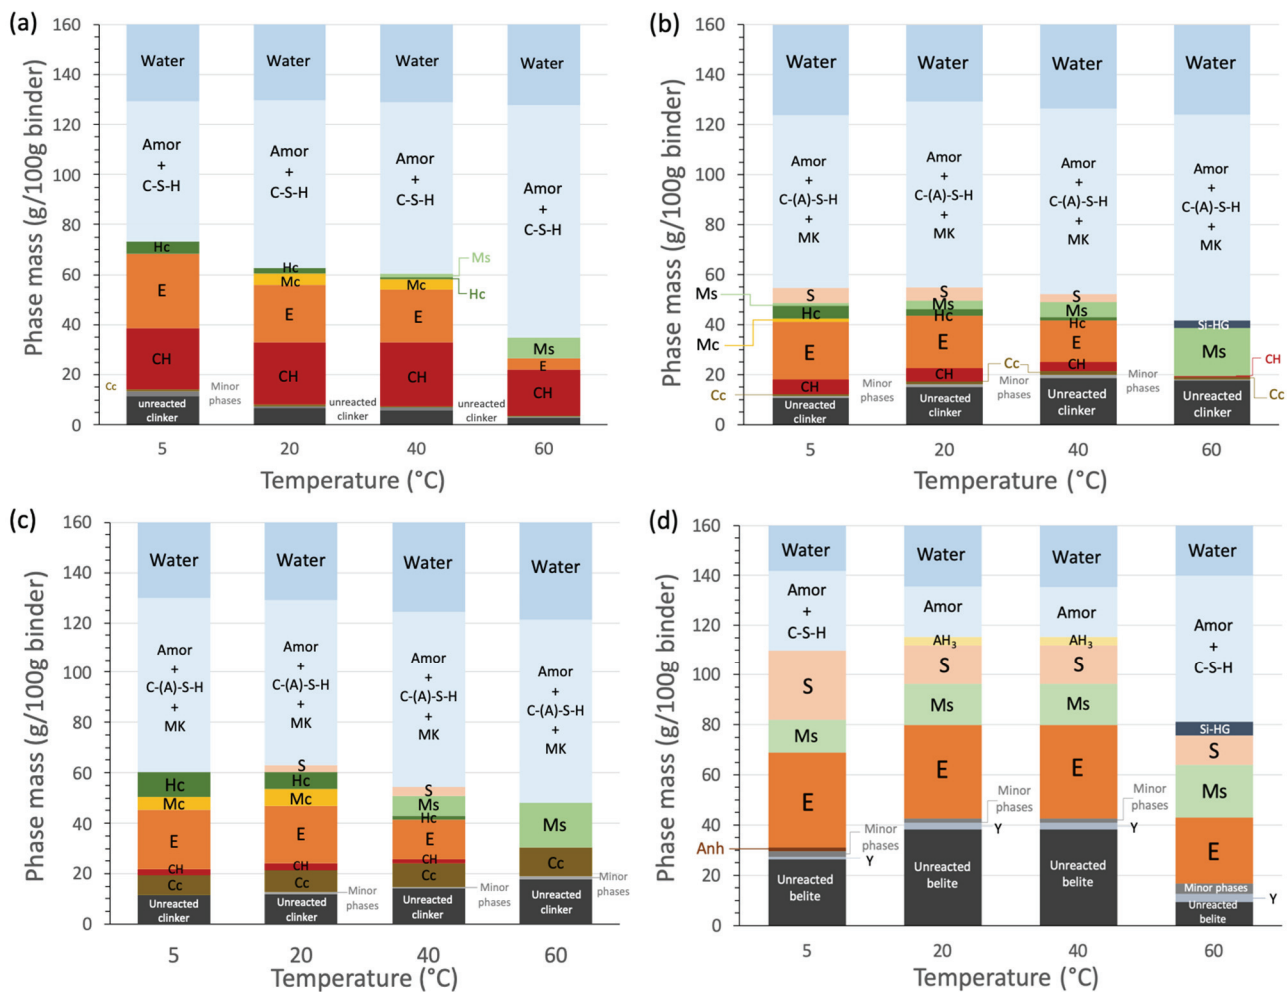 (a)
Phase mass (g/100g binder)
160
140
120
100
80
60
40
20
0
Water
Water
Water
Water
Amor
+
C-S-H
Amor
+
C-S-H
Amor
+
C-S-H
Amor
+
C-S-H
Hc
E
CH
Cc
unreacted
clinker
Minor
phases
Hc
Mc
E
CH
unreacted
clinker
Ms
Mc
Hc
E
CH
unreacted
clinker
Ms
E
CH
5
20
40
60
Temperature (°C)
(b)
Phase mass (g/100g binder)
160
140
120
100
80
60
40
20
0
Water
Water
Water
Water
Amor
+
C-(A)-S-H
+
MK
Amor
+
C-(A)-S-H
+
MK
Amor
+
C-(A)-S-H
+
MK
Amor
+
C-(A)-S-H
+
MK
Ms
S
Hc
Mc
E
CH
Cc
Unreacted
clinker
Minor
phases
S
Ms
Hc
E
CH
Unreacted
clinker
Cc
Minor
phases
S
Ms
Hc
E
CH
Unreacted
clinker
Minor
phases
Si-HG
Ms
CH
Cc
Unreacted
clinker
5
20
40
60
Temperature (°C)
(c)
Phase mass (g/100g binder)
160
140
120
100
80
60
40
20
0
Water
Water
Water
Water
Amor
+
C-(A)-S-H
+
MK
Amor
+
C-(A)-S-H
+
MK
Amor
+
C-(A)-S-H
+
MK
Amor
+
C-(A)-S-H
+
MK
Hc
Mc
E
CH
Cc
Unreacted
clinker
S
Hc
Mc
E
CH
Cc
Unreacted
clinker
Minor
phases
S
Ms
Hc
E
CH
Cc
Unreacted
clinker
Minor
phases
Ms
Cc
Unreacted
clinker
Minor
phases
5
20
40
60
Temperature (°C)
(d)
Phase mass (g/100g binder)
160
140
120
100
80
60
40
20
0
Water
Water
Water
Water
Amor
+
C-S-H
S
Ms
E
Anh
Minor
phases
Y
Unreacted
belite
Amor
AH3
S
Ms
E
Minor
phases
Y
Unreacted
belite
Amor
AH3
S
Ms
E
Minor
phases
Y
Unreacted
belite
Amor
+
C-S-H
Si-HG
S
Ms
E
Minor phases
Y
Unreacted
belite
5
20
40
60
Temperature (°C)